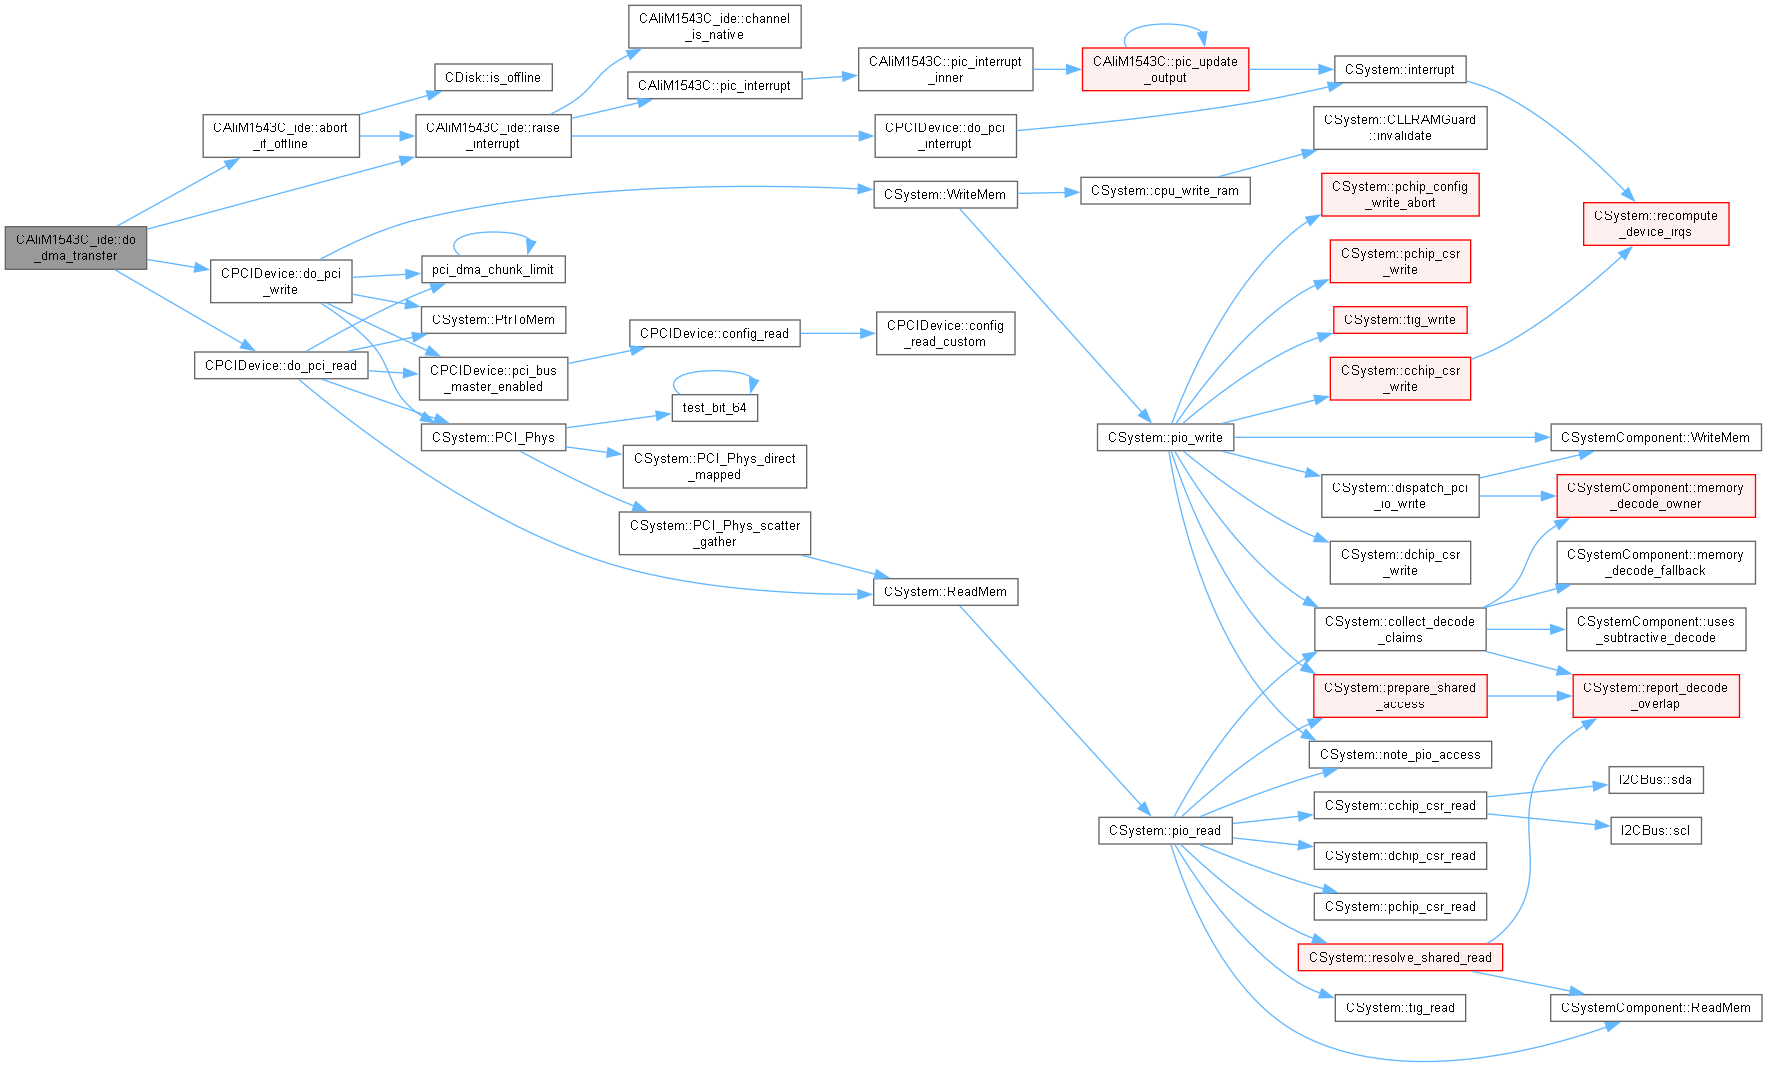 CAliM1543C_ide::do
_dma_transfer
CAliM1543C_ide::abort
_if_offline
CDisk::is_offline
CAliM1543C_ide::raise
_interrupt
CAliM1543C_ide::channel
_is_native
CAliM1543C::pic_interrupt
CAliM1543C::pic_interrupt
_inner
CAliM1543C::pic_update
_output
CSystem::interrupt
CSystem::recompute
_device_irqs
CPCIDevice::do_pci
_interrupt
CPCIDevice::do_pci
_write
CSystem::WriteMem
CSystem::cpu_write_ram
CSystem::CLLRAMGuard
::invalidate
pci_dma_chunk_limit
CSystem::PtrToMem
CPCIDevice::pci_bus
_master_enabled
CPCIDevice::config_read
CPCIDevice::config
_read_custom
CPCIDevice::do_pci_read
CSystem::PCI_Phys
test_bit_64
CSystem::PCI_Phys_direct
_mapped
CSystem::PCI_Phys_scatter
_gather
CSystem::ReadMem
CSystem::pio_write
CSystem::pchip_config
_write_abort
CSystem::pchip_csr
_write
CSystem::tig_write
CSystem::cchip_csr
_write
CSystemComponent::WriteMem
CSystem::dispatch_pci
_io_write
CSystemComponent::memory
_decode_owner
CSystem::dchip_csr
_write
CSystemComponent::memory
_decode_fallback
CSystem::collect_decode
_claims
CSystemComponent::uses
_subtractive_decode
CSystem::prepare_shared
_access
CSystem::report_decode
_overlap
CSystem::note_pio_access
CSystem::pio_read
CSystem::cchip_csr_read
I2CBus::sda
I2CBus::scl
CSystem::dchip_csr_read
CSystem::pchip_csr_read
CSystem::resolve_shared_read
CSystem::tig_read
CSystemComponent::ReadMem